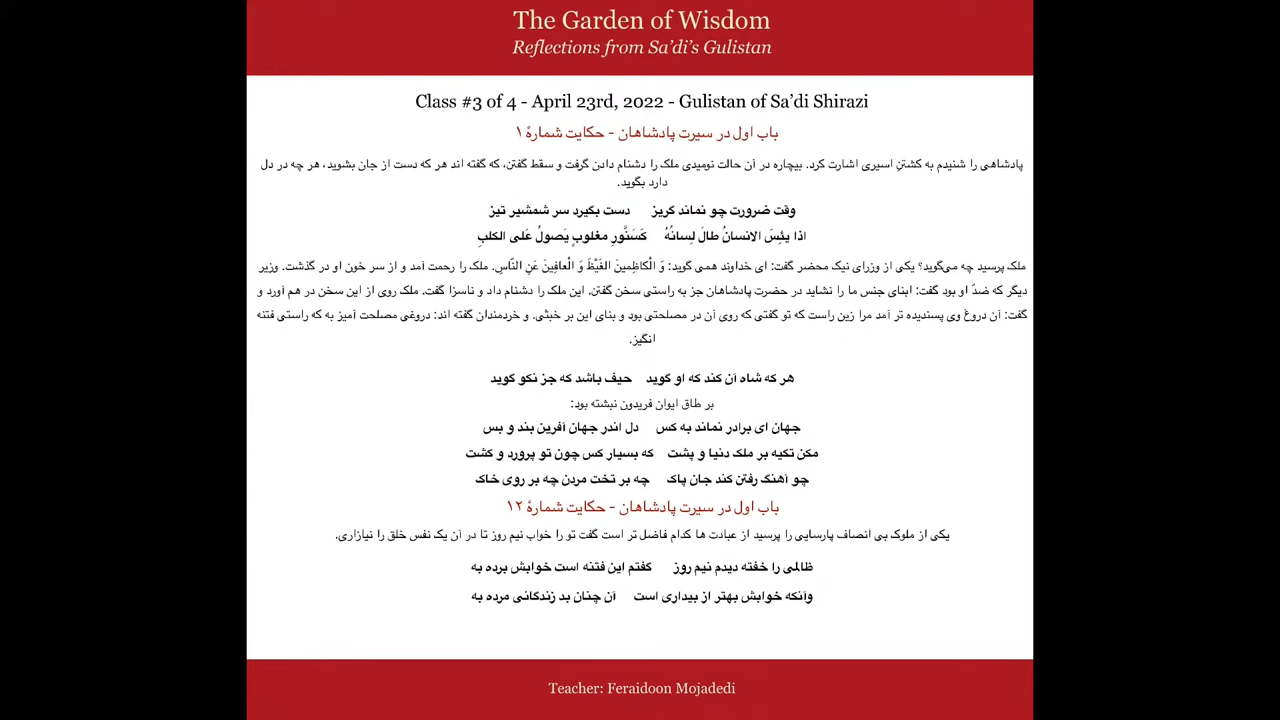 The Garden of Wisdom
Reflections from Sa’di’s Gulistan
Class #3 of 4 - April 23rd, 2022 - Gulistan of Sa’di Shirazi
باب اول در سیرت پادشاهان - حکایت شمارهٔ ۱
پادشاهی را شنیدم به کشتنِ اسیری اشارت کرد. بیچاره در آن حالت نومیدی ملک را دشنام دادن گرفت و سقط گفتن، که گفته اند هر که دست از جان بشوید، هر چه در دل
دارد بگوید.
وقت ضرورت چو نماند گریز دست بگیرد سر شمشیر تیز
اذا یئِسَ الانسانُ طالَ لِسانُهُ کَسَنَّورِ مغلوبٍ یَصولُ عَلی الکلبِ
ملک پرسید چه می‌گوید؟ یکی از وزرای نیک محضر گفت: ای خداوند همی گوید: وَ الْکاظِمینَ الغَیْظَ وَ الْعافِینَ عَنِ النّاسِ. ملک را رحمت آمد و از سر خون او در گذشت. وزیر
دیگر که ضدّ او بود گفت: ابنای جنس ما را نشاید در حضرت پادشاهان جز به راستی سخن گفتن. این ملک را دشنام داد و ناسزا گفت. ملک روی از این سخن در هم آورد و
گفت: آن دروغ وی پسندیده تر آمد مرا زین راست که تو گفتی که روی آن در مصلحتی بود و بنای این بر خبثی. و خردمندان گفته اند: دروغی مصلحت آمیز به که راستی فتنه
انگیز.
هر که شاه آن کند که او گوید حیف باشد که جز نکو گوید
بر طاق ایوان فریدون نبشته بود:
جهان ای برادر نماند به کس دل اندر جهان آفرین بند و بس
مکن تکیه بر ملک دنیا و پشت که بسیار کس چون تو پرورد و کشت
چو آهنگ رفتن کند جان پاک چه بر تخت مردن چه بر روی خاک
باب اول در سیرت پادشاهان - حکایت شمارهٔ ۱۲
یکی از ملوک بی انصاف پارسایی را پرسید از عبادت ها کدام فاضل تر است گفت تو را خواب نیم روز تا در آن یک نفس خلق را نیازاری.
ظالمی را خفته دیدم نیم روز گفتم این فتنه است خوابش برده به
وآنکه خوابش بهتر از بیداری است آن چنان بد زندگانی مرده به
Teacher: Feraidoon Mojadedi